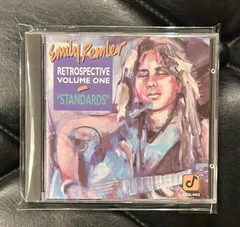 Emily Remler
RETROSPECTIVE
VOLUME ONE
"STANDARDS"